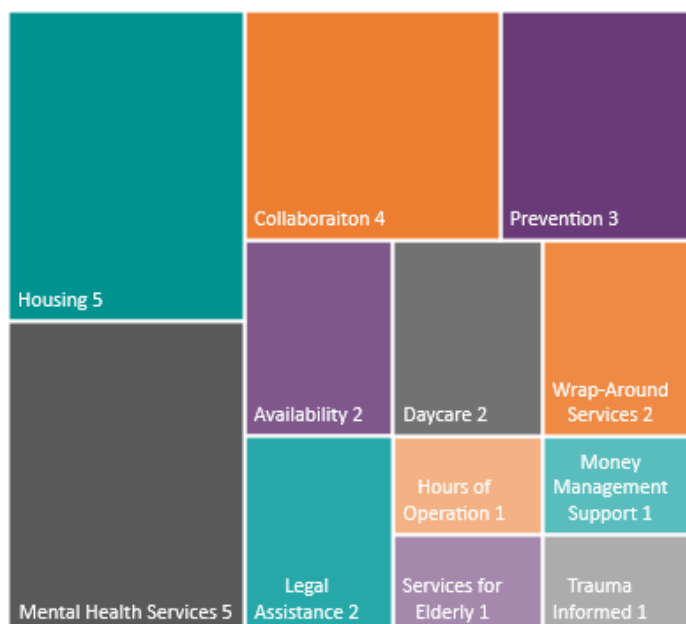 Housing 5
Collaboraiton 4
Prevention 3
Mental Health Services 5
Availability 2
Daycare 2
Wrap-Around
Services 2
Legal
Assistance 2
Hours of
Operation 1
Money
Management
Support 1
Services for
Elderly 1
Trauma
Informed 1